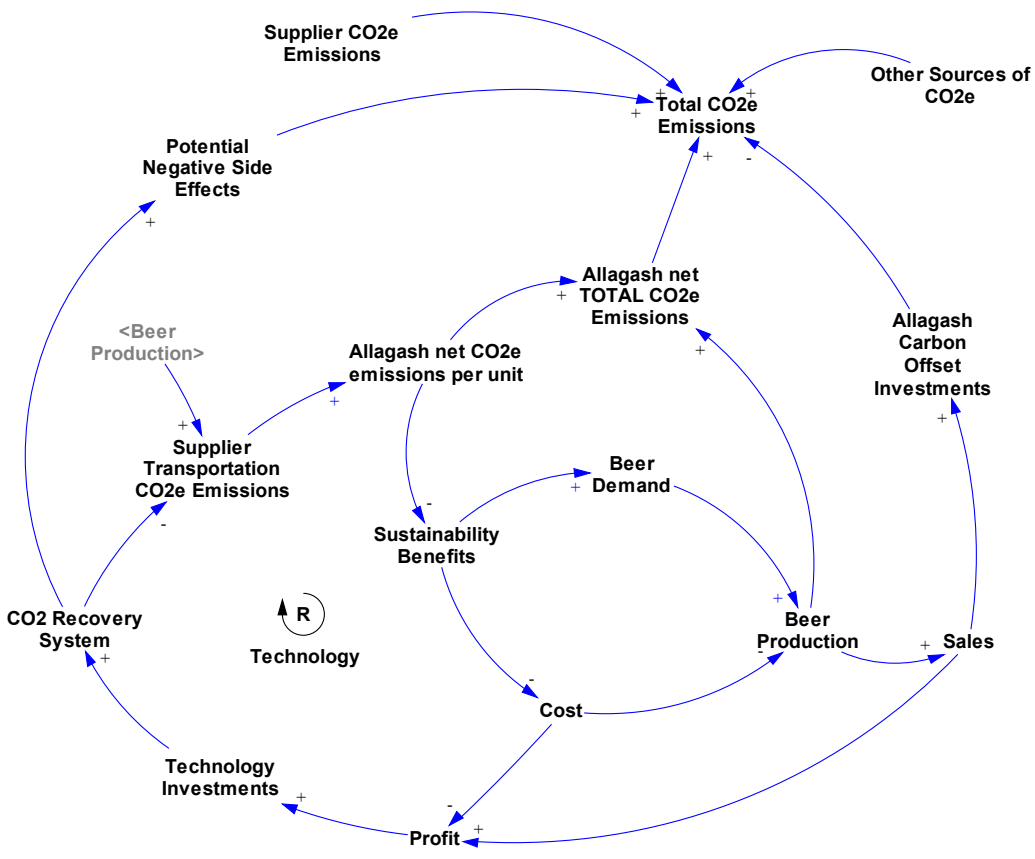 Supplier CO2e
Emissions
Other Sources of
CO2e
+
+
Total CO2e
Emissions
+
+
-
Potential
Negative Side
Effects
+
Allagash net
TOTAL CO2e
Emissions
+
+
<Beer
Production>
+
Allagash net CO2e
emissions per unit
+
Allagash
Carbon
Offset
Investments
+
Supplier
Transportation
CO2e Emissions
-
Beer
Demand
+
-
Sustainability
Benefits
CO2 Recovery
System
+
R
Technology
+
Beer
Production
-
+
Sales
-
Cost
Technology
Investments
+
-
+
Profit